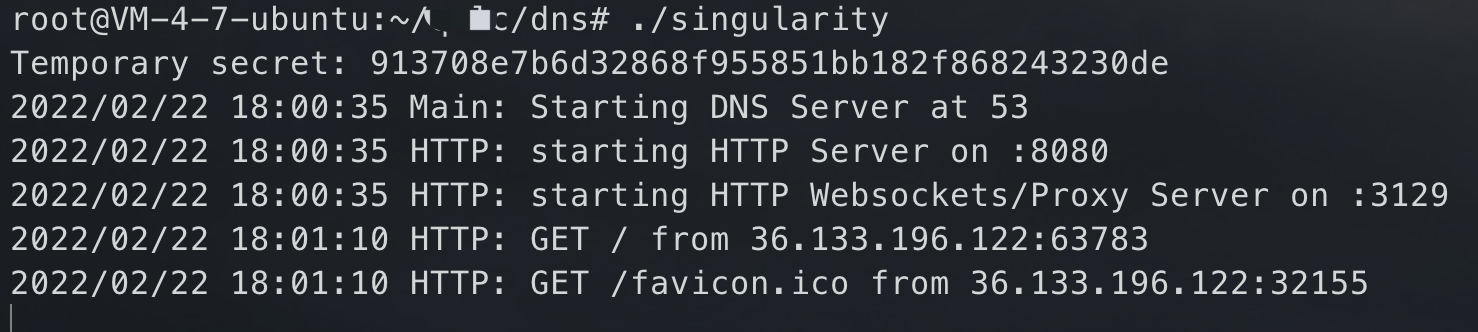 root@VM-4-7-ubuntu:~/ c/dns# ./singularity
Temporary secret: 913708e7b6d32868f955851bb182f868243230de
2022/02/22 18:00:35 Main: Starting DNS Server at 53
2022/02/22 18:00:35 HTTP: starting HTTP Server on :8080
2022/02/22 18:00:35 HTTP: starting HTTP Websockets/Proxy Server on :3129
2022/02/22 18:01:10 HTTP: GET / from 36.133.196.122:63783
2022/02/22 18:01:10 HTTP: GET /favicon.ico from 36.133.196.122:32155